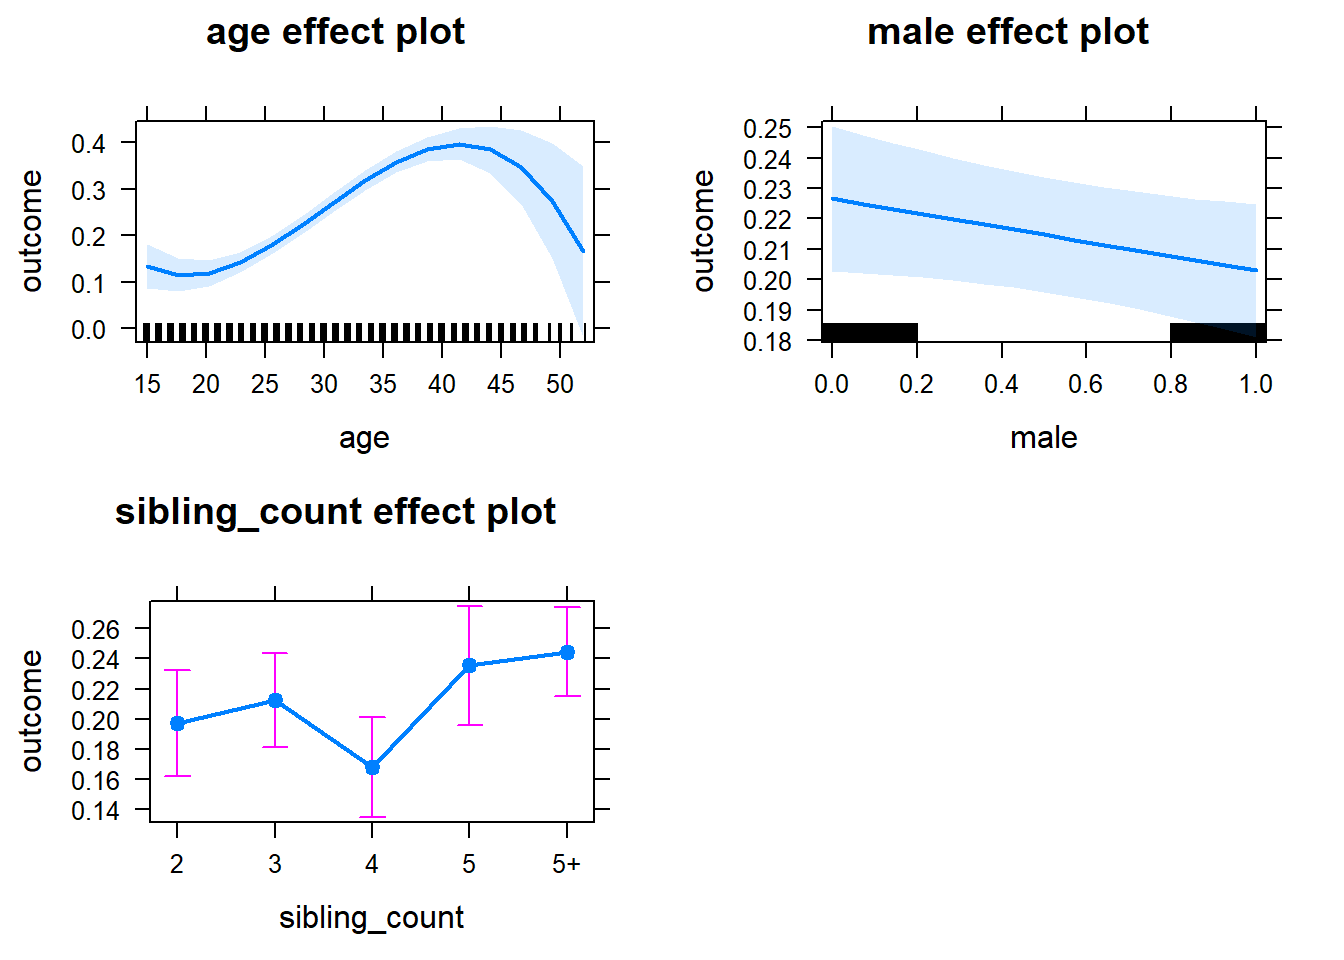 age effect plot
outcome
0.4
0.3
0.2
0.1
0.0
15 20 25 30 35 40 45 50
age
male effect plot
outcome
0.25
0.24
0.23
0.22
0.21
0.20
0.19
0.18
0.0 0.2 0.4 0.6 0.8 1.0
male
sibling_count effect plot
outcome
0.26
0.24
0.22
0.20
0.18
0.16
0.14
2 3 4 5 5+
sibling_count